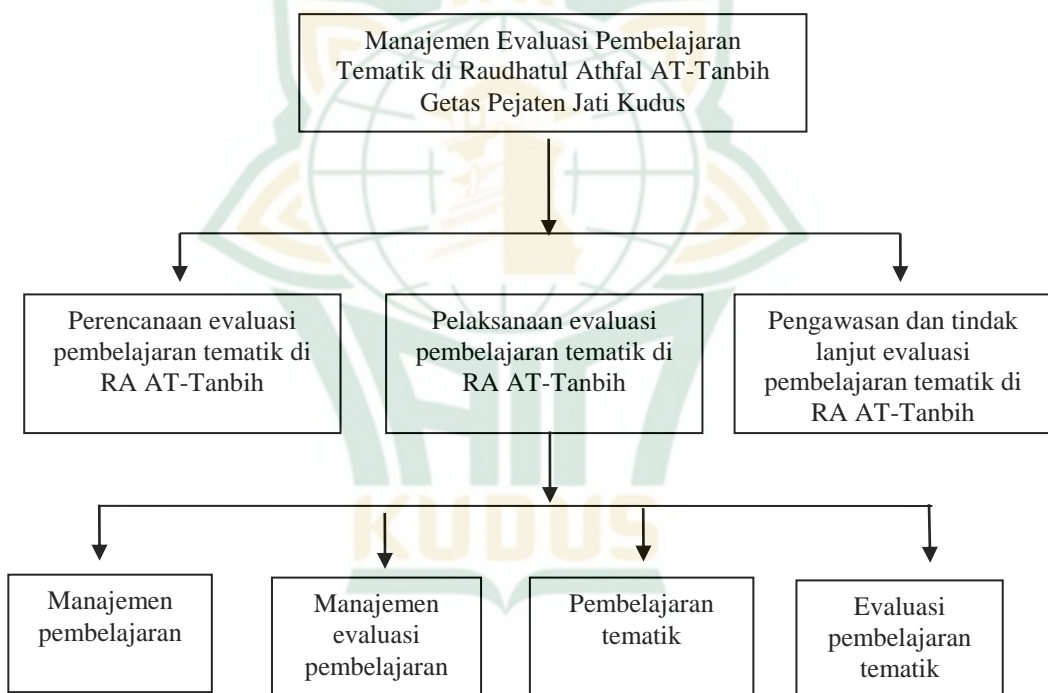 Manajemen Evaluasi Pembelajaran
Tematik di Raudhatul Athfal AT-Tanbih
Getas Pejaten Jati Kudus
Perencanaan evaluasi
pembelajaran tematik di
RA AT-Tanbih
Pelaksanaan evaluasi
pembelajaran tematik di
RA AT-Tanbih
Pengawasan dan tindak
lanjut evaluasi
pembelajaran tematik di
RA AT-Tanbih
KUDUS
Manajemen
pembelajaran
Manajemen
evaluasi
pembelajaran
Pembelajaran
tematik
Evaluasi
pembelajaran
tematik